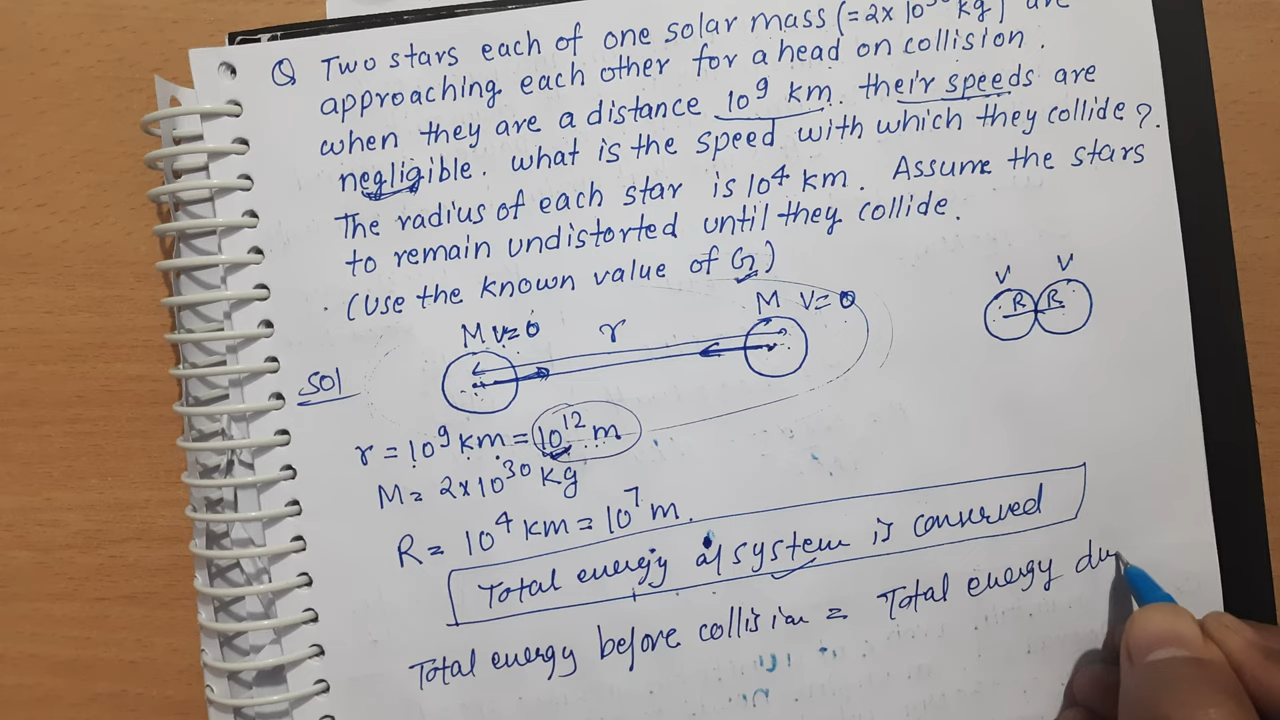 Q Two stars each of one solar mass (= 2x 10³⁰ kg) are
approaching each other for a head on collision.
when they are a distance 10⁹ km. their speeds are
negligible. what is the speed with which they collide?
The radius of each star is 10⁴ km. Assume the stars
to remain undistorted until they collide.
(Use the known value of G)
M V=0 r M V=0
V V
R R
Sol
r = 10⁹ km = 10¹² m
M = 2x10³⁰ kg
R = 10⁴ km = 10⁷ m.
Total energy of system is conserved
Total energy before collision = Total energy du